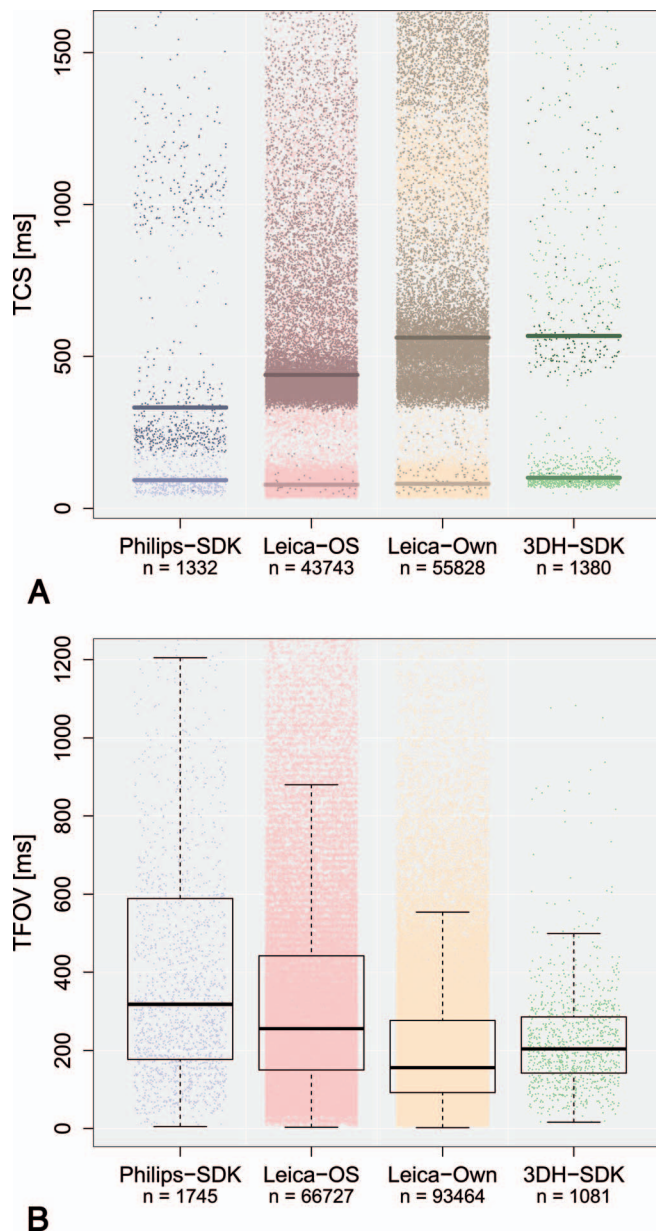 1500
1000
500
0
TCS [ms]
Philips-SDK Leica-OS Leica-Own 3DH-SDK
n = 1332 n = 43743 n = 55828 n = 1380
A
1200
1000
800
600
400
200
0
TFOV [ms]
Philips-SDK Leica-OS Leica-Own 3DH-SDK
n = 1745 n = 66727 n = 93464 n = 1081
B